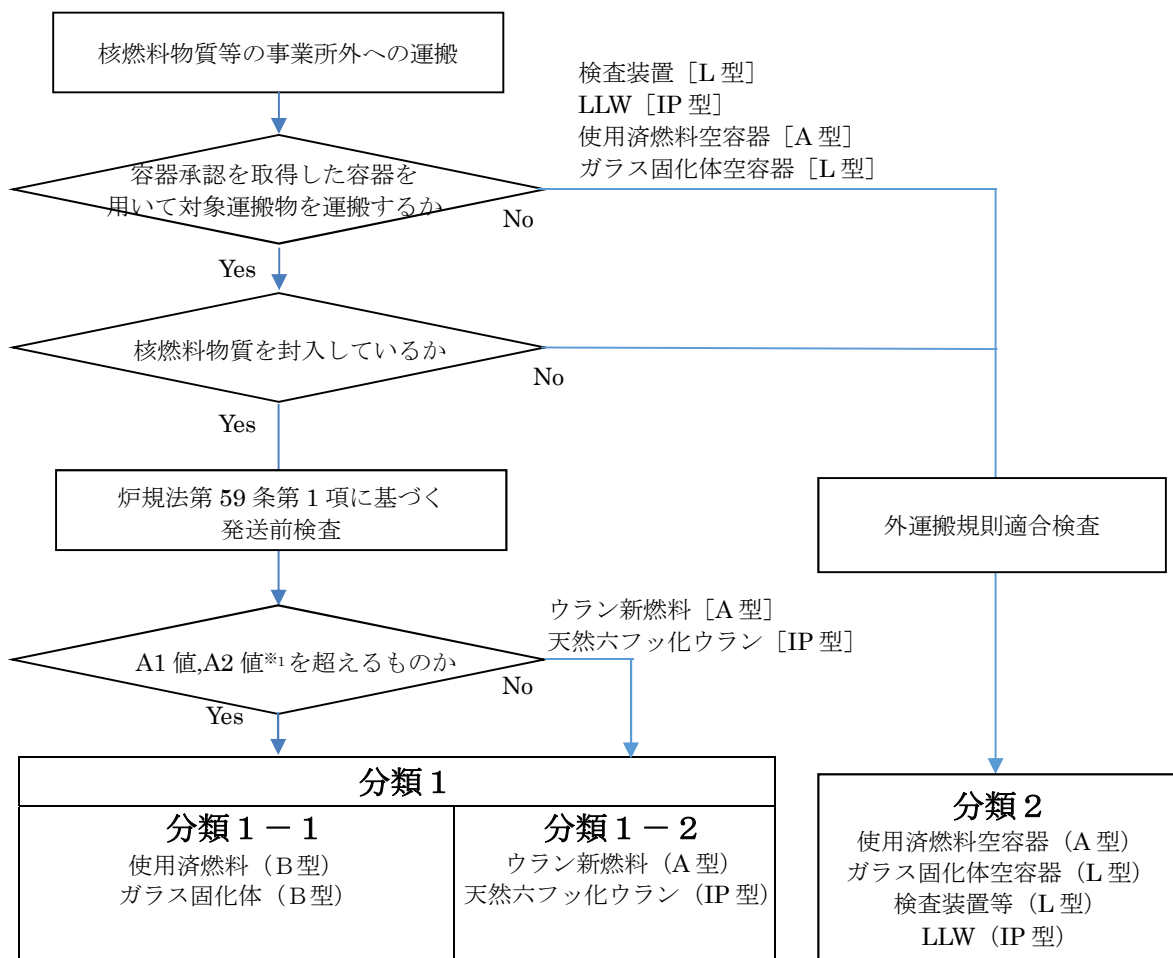 核燃料物質等の事業所外への運搬
検査装置［L 型］
LLW［IP 型］
使用済燃料空容器［A 型］
ガラス固化体空容器［L 型］
容器承認を取得した容器を
用いて対象運搬物を運搬するか
No
Yes
核燃料物質を封入しているか
No
Yes
炉規法第 59 条第 1 項に基づく
発送前検査
外運搬規則適合検査
ウラン新燃料［A 型］
天然六フッ化ウラン［IP 型］
A1 値,A2 値※1を超えるものか
No
Yes
分類１
分類１－１
使用済燃料（Ｂ型）
ガラス固化体（Ｂ型）
分類１－２
ウラン新燃料（A 型）
天然六フッ化ウラン（IP 型）
分類２
使用済燃料空容器（A 型）
ガラス固化体空容器（L 型）
検査装置等（L 型）
LLW（IP 型）